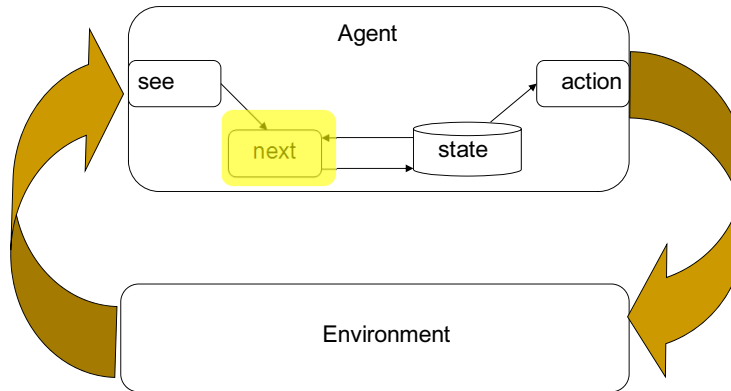 Agent
see
action
next
state
Environment